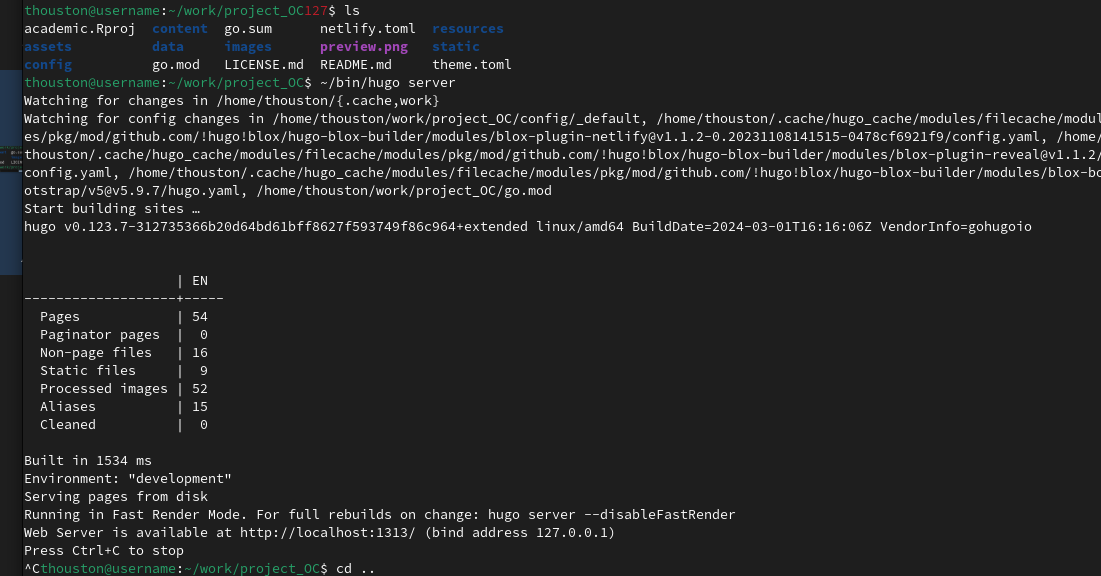 thouston@username:~/work/project_OC127$ ls
academic.Rproj  content  go.sum      netlify.toml  resources
assets          data     images      preview.png   static
config          go.mod   LICENSE.md  README.md     theme.toml
thouston@username:~/work/project_OC$ ~/bin/hugo server
Watching for changes in /home/thouston/{.cache,work}
Watching for config changes in /home/thouston/work/project_OC/config/_default, /home/thouston/.cache/hugo_cache/modules/filecache/modul
es/pkg/mod/github.com/!hugo!blox/hugo-blox-builder/modules/blox-plugin-netlify@v1.1.2-0.20231108141515-0478cf6921f9/config.yaml, /home/
thouston/.cache/hugo_cache/modules/filecache/modules/pkg/mod/github.com/!hugo!blox/hugo-blox-builder/modules/blox-plugin-reveal@v1.1.2/
config.yaml, /home/thouston/.cache/hugo_cache/modules/filecache/modules/pkg/mod/github.com/!hugo!blox/hugo-blox-builder/modules/blox-bo
otstrap/v5@v5.9.7/hugo.yaml, /home/thouston/work/project_OC/go.mod
Start building sites …
hugo v0.123.7-312735366b20d64bd61bff8627f593749f86c964+extended linux/amd64 BuildDate=2024-03-01T16:16:06Z VendorInfo=gohugoio
                   | EN
-------------------+-----
  Pages            | 54
  Paginator pages  |  0
  Non-page files   | 16
  Static files     |  9
  Processed images | 52
  Aliases          | 15
  Cleaned          |  0
Built in 1534 ms
Environment: "development"
Serving pages from disk
Running in Fast Render Mode. For full rebuilds on change: hugo server --disableFastRender
Web Server is available at http://localhost:1313/ (bind address 127.0.0.1)
Press Ctrl+C to stop
^Cthouston@username:~/work/project_OC$ cd ..